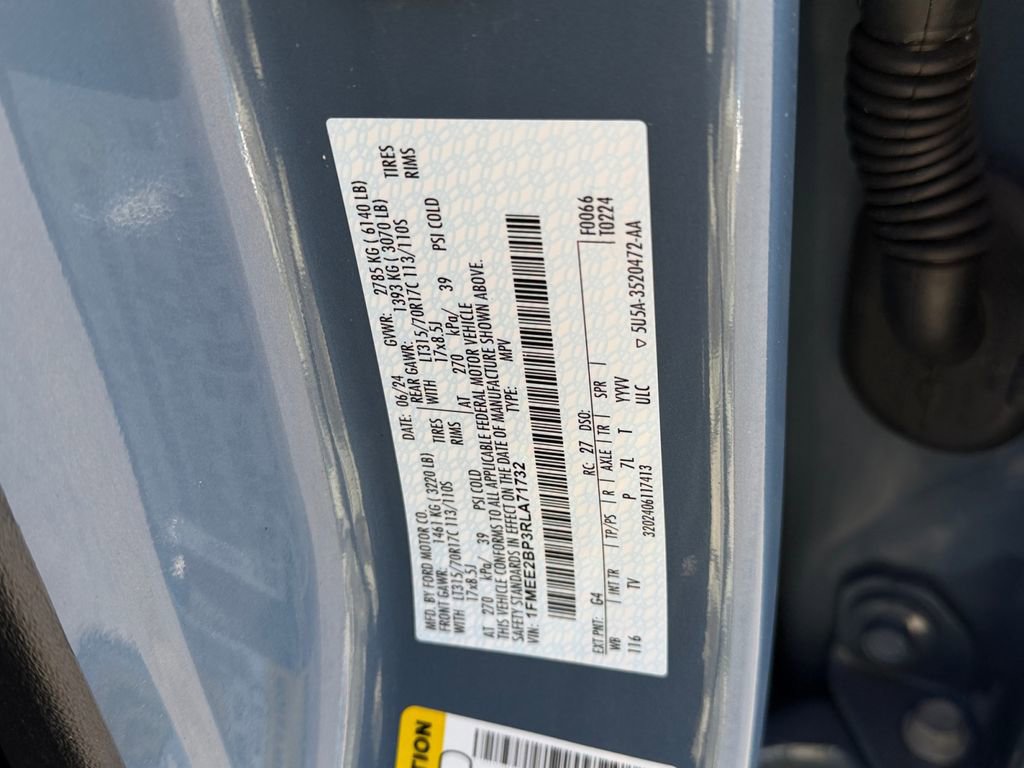 MFD. BY FORD MOTOR CO.
DATE: 06/24 GVWR: 2785 KG ( 6140 LB)
FRONT GAWR: 1461 KG ( 3220 LB) REAR GAWR: 1393 KG ( 3070 LB)
WITH LT315/70R17C 113/110S TIRES WITH LT315/70R17C 113/110S TIRES
17x8.5J RIMS 17x8.5J RIMS
AT 270 kPa/ 39 PSI COLD AT 270 kPa/ 39 PSI COLD
THIS VEHICLE CONFORMS TO ALL APPLICABLE FEDERAL MOTOR VEHICLE
SAFETY STANDARDS IN EFFECT ON THE DATE OF MANUFACTURE SHOWN ABOVE.
VIN: 1FMEE2BP3RLA71732 TYPE: MPV
EXT PNT: G4 RC: 27 DSO: F0066
WB | INT TR | TP/PS | R | AXLE | TR | SPR | T0224
116 TV P 7L T YYVV
3202406117413 ULC ▽ 5U5A-3520472-AA
TION